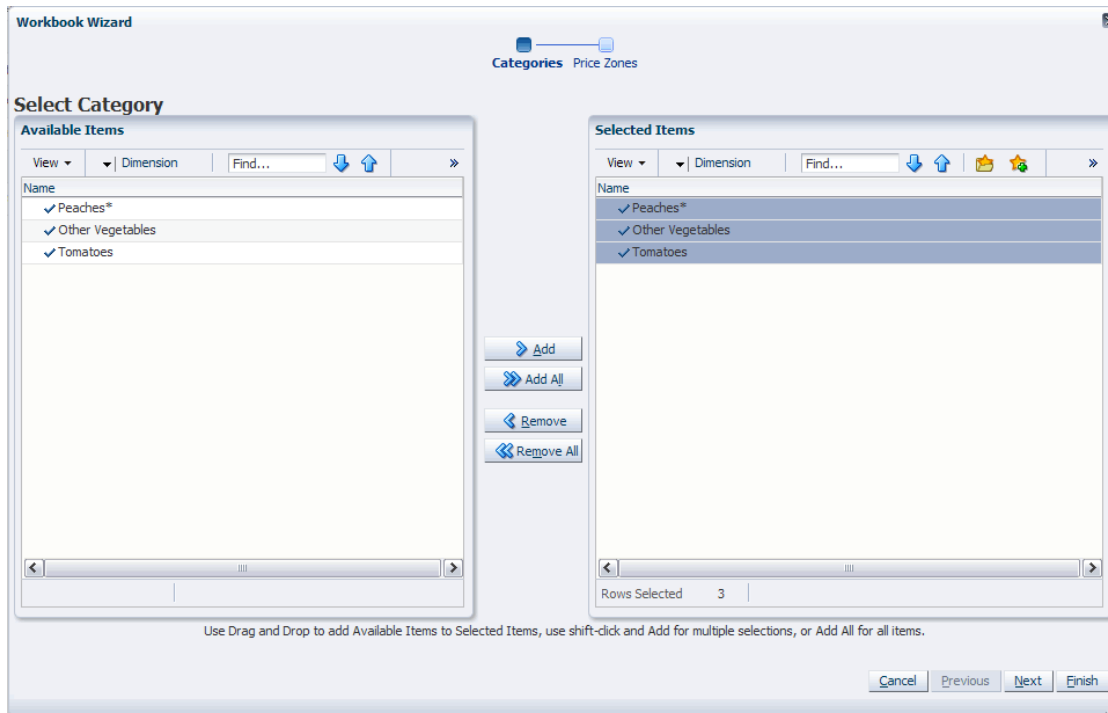 Workbook Wizard
Categories Price Zones
Select Category
Available Items
View Dimension Find... »
Name
Peaches*
Other Vegetables
Tomatoes
Selected Items
View Dimension Find... »
Name
Peaches*
Other Vegetables
Tomatoes
Add
Add All
Remove
Remove All
Rows Selected 3
Use Drag and Drop to add Available Items to Selected Items, use shift-click and Add for multiple selections, or Add All for all items.
Cancel Previous Next Finish